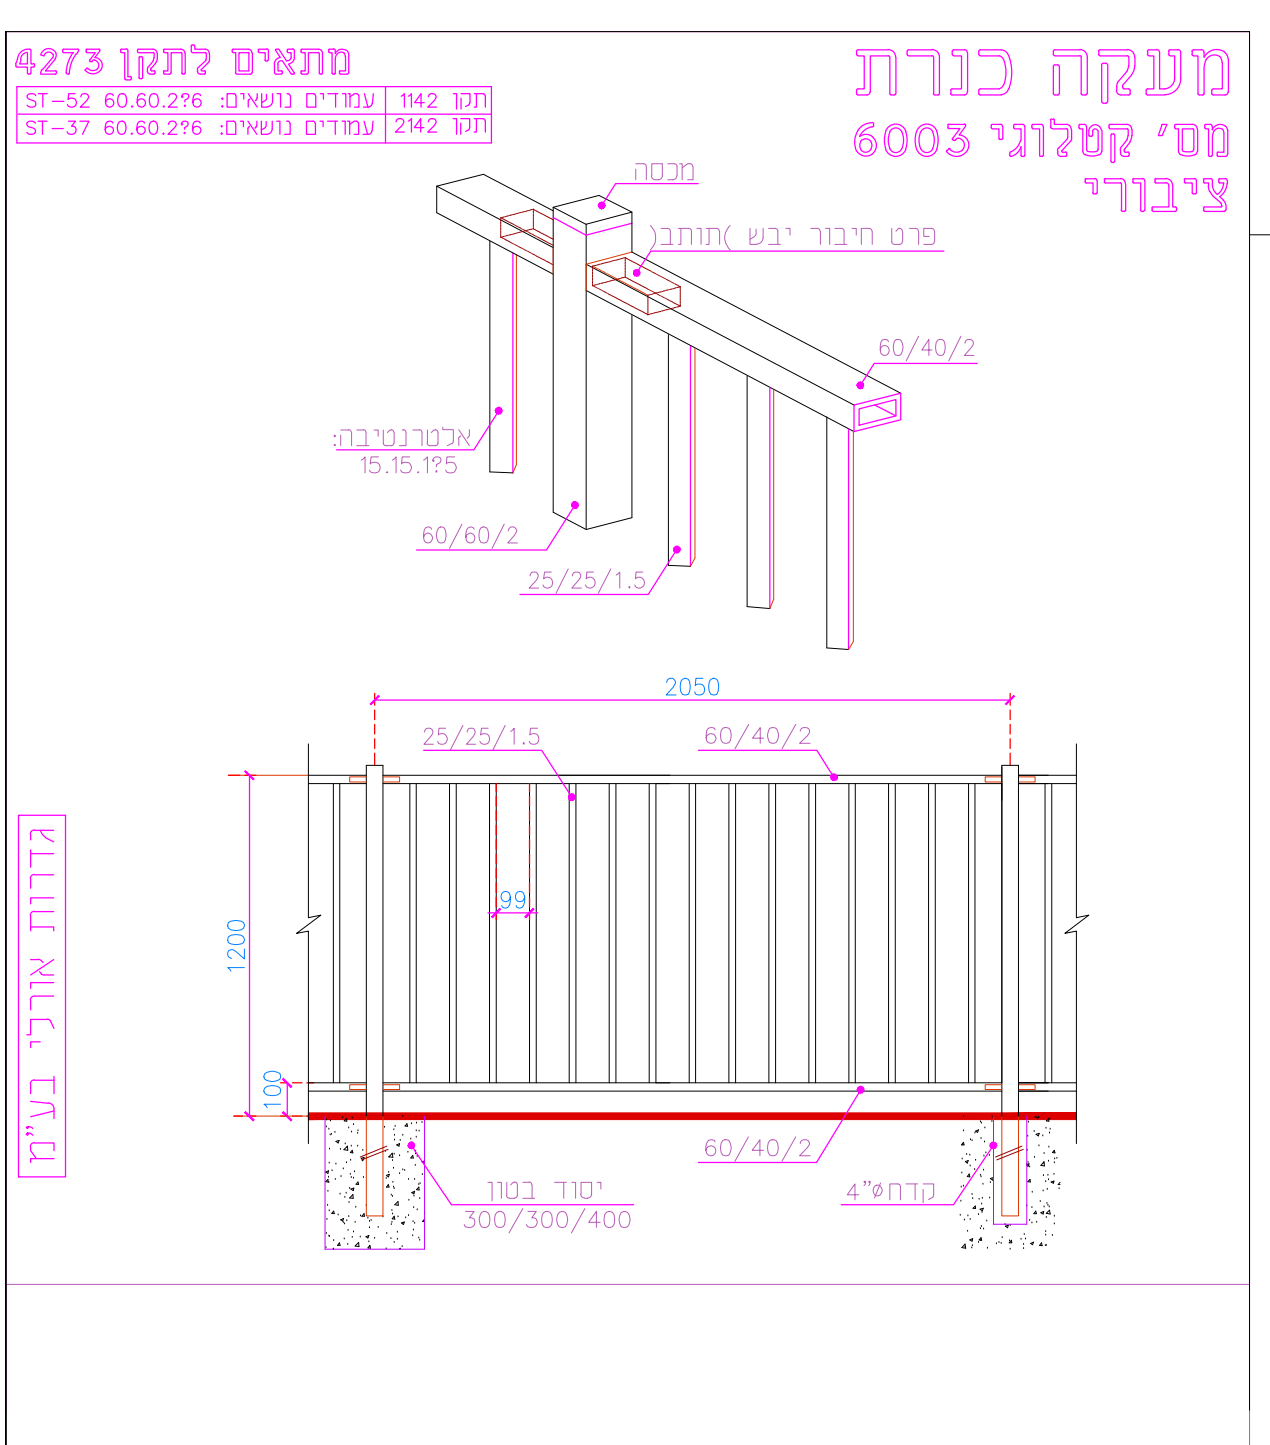 מעקה כנרת
מס' קטלוגי 6003
ציבורי
מתאים לתקן 4273
תקן 1142 עמודים נושאים: 60.60.2?6 ST-52
תקן 2142 עמודים נושאים: 60.60.2?6 ST-37
מכסה
פרט חיבור יבש )תותב(
60/40/2
אלטרנטיבה:
15.15.1?5
60/60/2
25/25/1.5
2050
25/25/1.5
60/40/2
99
1200
100
60/40/2
יסוד בטון
300/300/400
קדחø"4
גדרות אורלי בע"מ